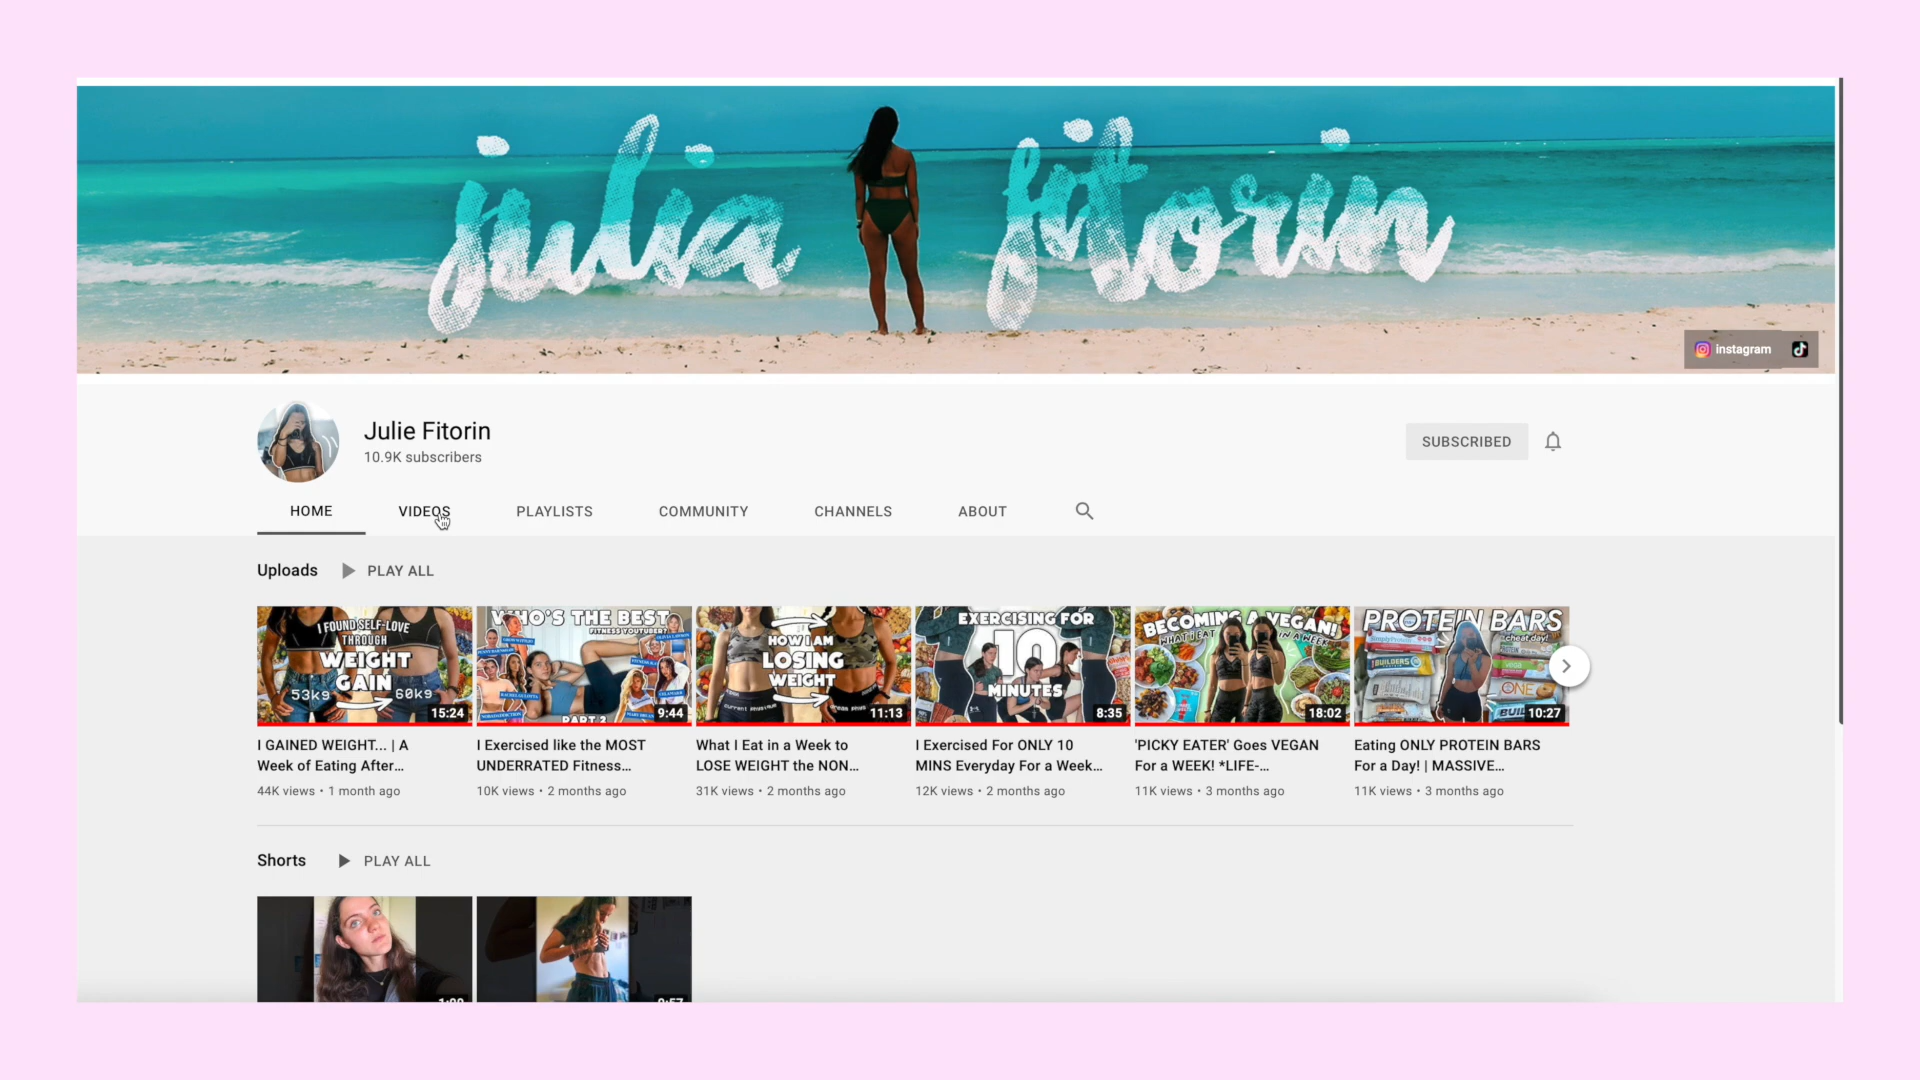 julia fitorin
instagram
Julie Fitorin
10.9K subscribers
SUBSCRIBED
HOME
VIDEOS
PLAYLISTS
COMMUNITY
CHANNELS
ABOUT
Uploads
PLAY ALL
I FOUND SELF-LOVE
THROUGH
WEIGHT
GAIN
53kg
60kg
15:24
WHO'S THE BEST
FITNESS YOUTUBER?
PART 2
9:44
HOW I AM
LOSING
WEIGHT
11:13
EXERCISING FOR
10
MINUTES
8:35
BECOMING A VEGAN!
WHAT I EAT IN A WEEK
18:02
PROTEIN BARS
cheat day!
BUILDERS
ONE
10:27
I GAINED WEIGHT... | A
Week of Eating After...
44K views • 1 month ago
I Exercised like the MOST
UNDERRATED Fitness...
10K views • 2 months ago
What I Eat in a Week to
LOSE WEIGHT the NON...
31K views • 2 months ago
I Exercised For ONLY 10
MINS Everyday For a Week...
12K views • 2 months ago
'PICKY EATER' Goes VEGAN
For a WEEK! *LIFE-...
11K views • 3 months ago
Eating ONLY PROTEIN BARS
For a Day! | MASSIVE...
11K views • 3 months ago
Shorts
PLAY ALL